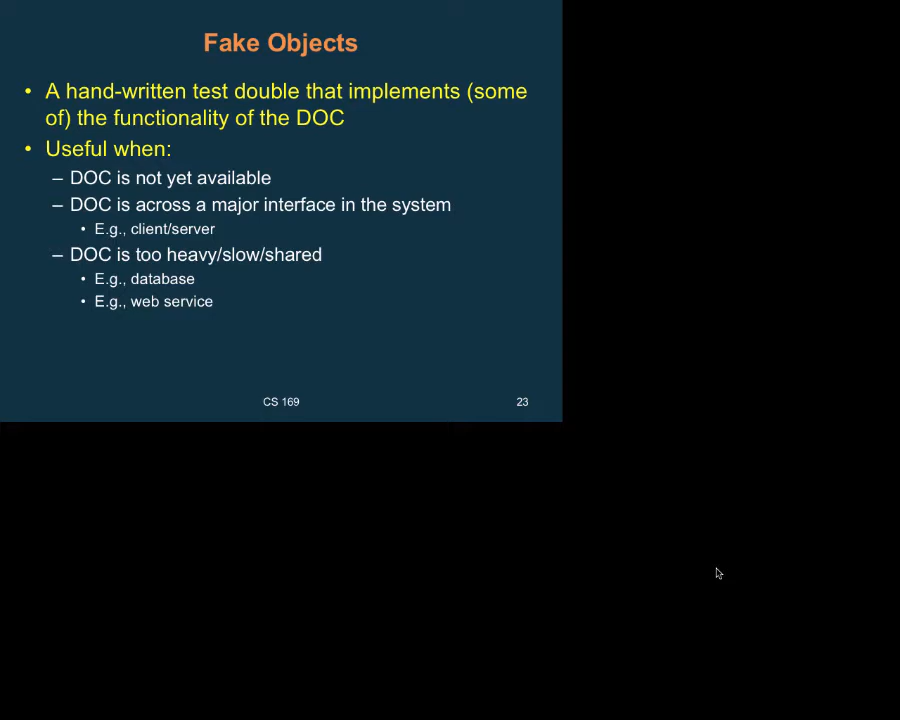 Fake Objects
• A hand-written test double that implements (some
of) the functionality of the DOC
• Useful when:
– DOC is not yet available
– DOC is across a major interface in the system
• E.g., client/server
– DOC is too heavy/slow/shared
• E.g., database
• E.g., web service
CS 169
23